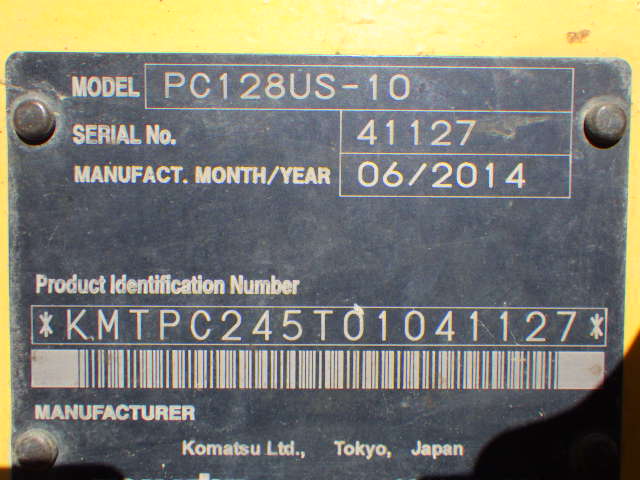 MODEL PC128US-10
SERIAL No. 41127
MANUFACT. MONTH/YEAR 06/2014
Product Identification Number
*KMTPC245T01041127*
MANUFACTURER
Komatsu Ltd., Tokyo, Japan